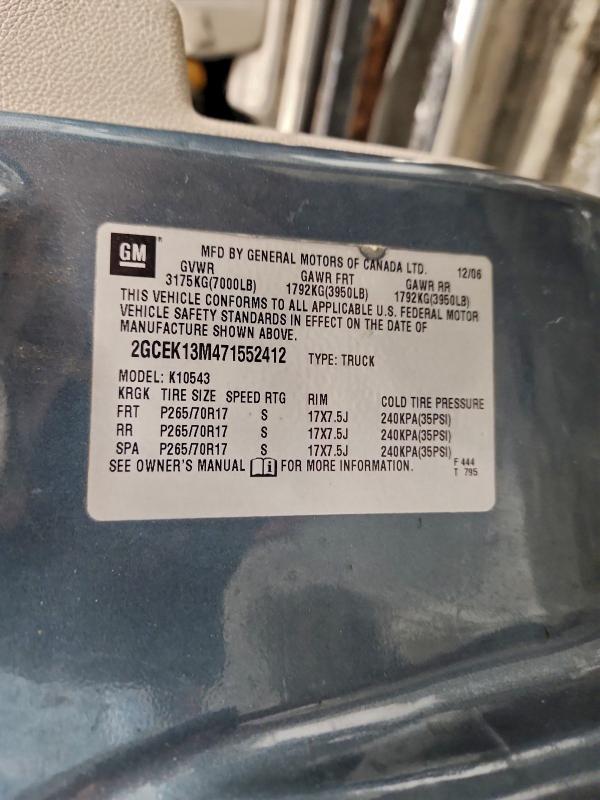 GM
MFD BY GENERAL MOTORS OF CANADA LTD. 12/06
GVWR GAWR FRT GAWR RR
3175KG(7000LB) 1792KG(3950LB) 1792KG(3950LB)
THIS VEHICLE CONFORMS TO ALL APPLICABLE U.S. FEDERAL MOTOR
VEHICLE SAFETY STANDARDS IN EFFECT ON THE DATE OF
MANUFACTURE SHOWN ABOVE.
2GCEK13M471552412 TYPE: TRUCK
MODEL: K10543
KRGK TIRE SIZE SPEED RTG RIM COLD TIRE PRESSURE
FRT P265/70R17 S 17X7.5J 240KPA(35PSI)
RR P265/70R17 S 17X7.5J 240KPA(35PSI)
SPA P265/70R17 S 17X7.5J 240KPA(35PSI)
SEE OWNER'S MANUAL i FOR MORE INFORMATION. F 444
T 795